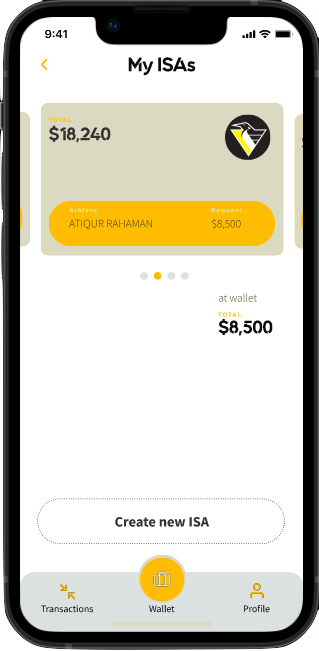 9:41
My ISAs
TOTAL
$18,240
Athlete Request
ATIQUR RAHAMAN $8,500
at wallet
TOTAL
$8,500
Create new ISA
Transactions Wallet Profile